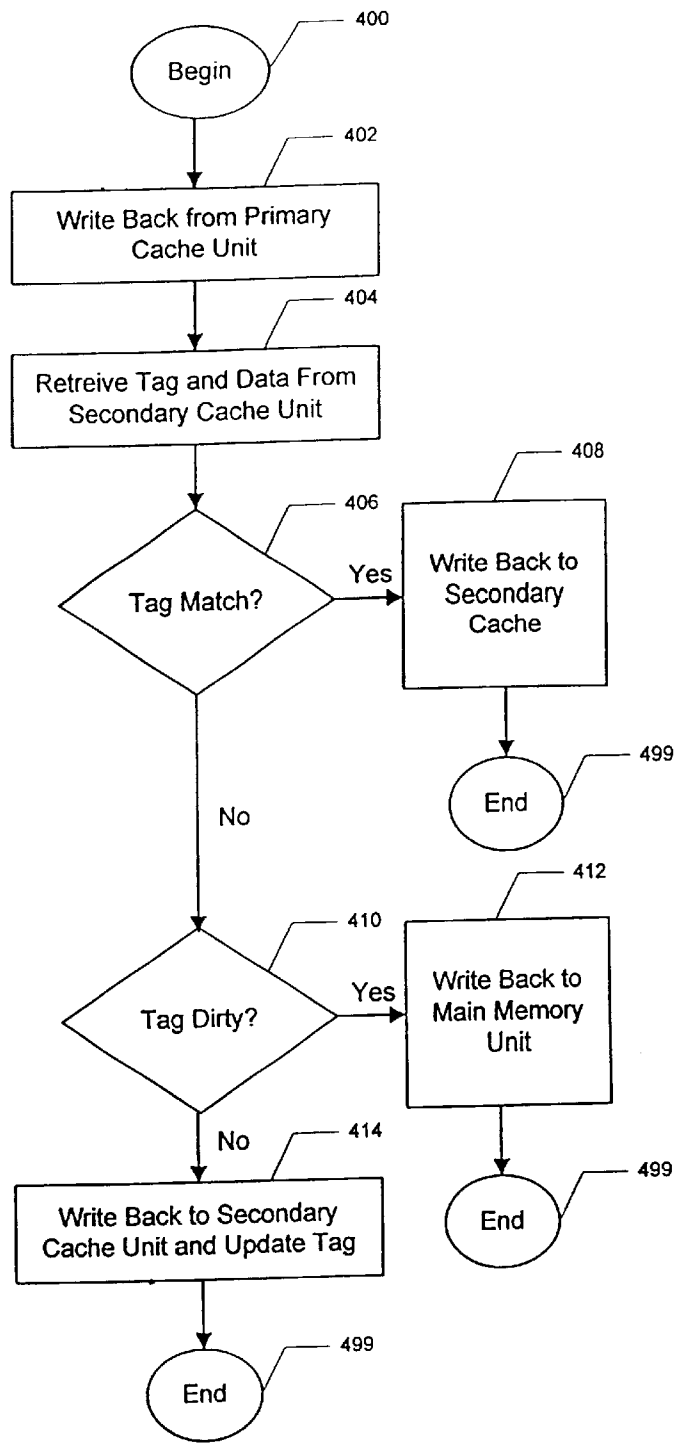 400
Begin
402
Write Back from Primary
Cache Unit
404
Retreive Tag and Data From
Secondary Cache Unit
406
Tag Match?
Yes
408
Write Back to
Secondary
Cache
499
End
No
410
Tag Dirty?
Yes
412
Write Back to
Main Memory
Unit
499
End
No
414
Write Back to Secondary
Cache Unit and Update Tag
499
End